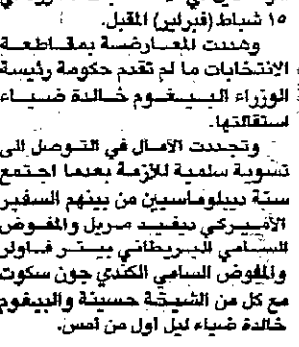 ١٥ شباط (فبراير) المقبل.
وهددت المعارضة بمقاطعة
الانتخابات ما لم تقدم حكومة رئيسة
الوزراء البيغوم خالدة ضياء
استقالتها.
وتجددت الآمال في التوصل الى
تسوية سلمية للأزمة بعدما اجتمع
ستة ديبلوماسيين من بينهم السفير
الأميركي ديفيد ميريل والمفوض
السامي البريطاني بيتر فاولر
والمفوض السامي الكندي جون سكوت
مع كل من الشيخة حسينة والبيغوم
خالدة ضياء ليل اول من أمس.